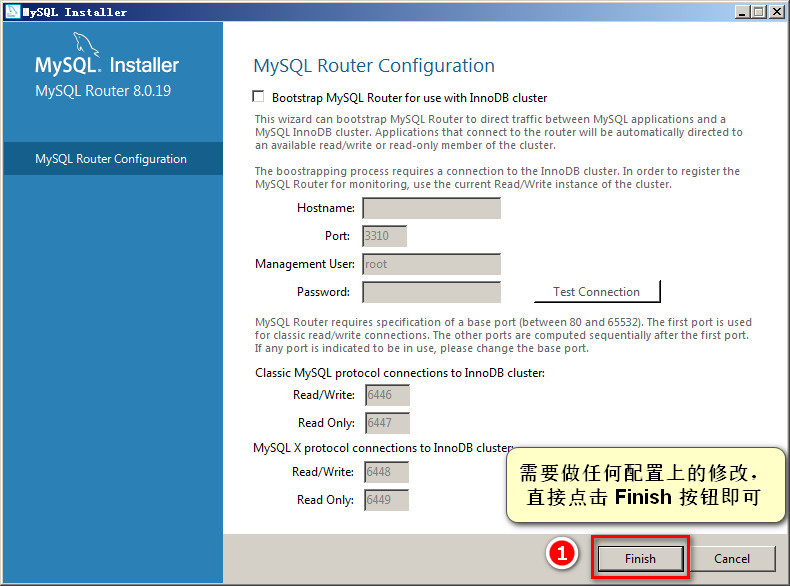 MySQL Installer
MySQL. Installer
MySQL Router 8.0.19
MySQL Router Configuration
MySQL Router Configuration
Bootstrap MySQL Router for use with InnoDB cluster
This wizard can bootstrap MySQL Router to direct traffic between MySQL applications and a
MySQL InnoDB cluster. Applications that connect to the router will be automatically directed to
an available read/write or read-only member of the cluster.
The boostrapping process requires a connection to the InnoDB cluster. In order to register the
MySQL Router for monitoring, use the current Read/Write instance of the cluster.
Hostname:
Port: 3310
Management User: root
Password:
Test Connection
MySQL Router requires specification of a base port (between 80 and 65532). The first port is used
for classic read/write connections. The other ports are computed sequentially after the first port.
If any port is indicated to be in use, please change the base port.
Classic MySQL protocol connections to InnoDB cluster:
Read/Write: 6446
Read Only: 6447
MySQL X protocol connections to InnoDB cluster:
Read/Write: 6448
Read Only: 6449
需要做任何配置上的修改，
直接点击 Finish 按钮即可
1
Finish
Cancel